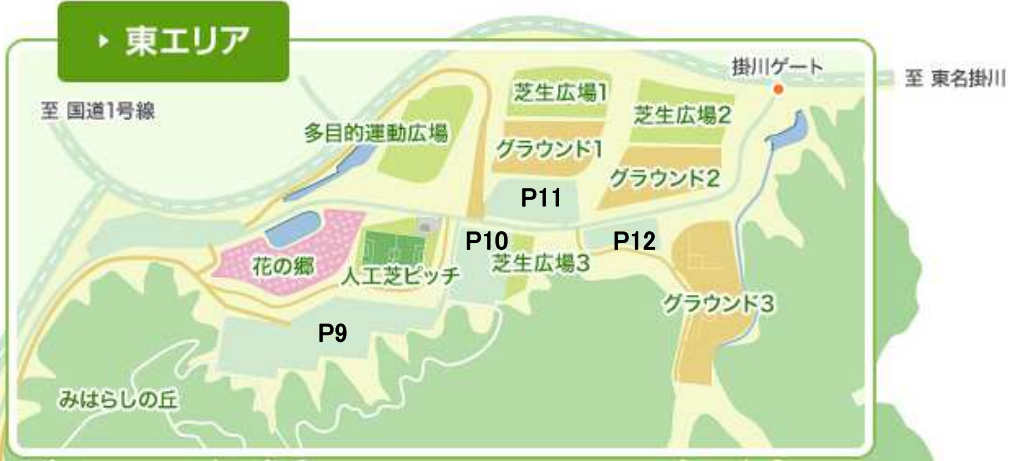 東エリア
掛川ゲート
至 東名掛川
至 国道1号線
芝生広場1
芝生広場2
多目的運動広場
グラウンド1
グラウンド2
P11
P10
P12
花の郷
人工芝ピッチ
芝生広場3
グラウンド3
P9
みはらしの丘